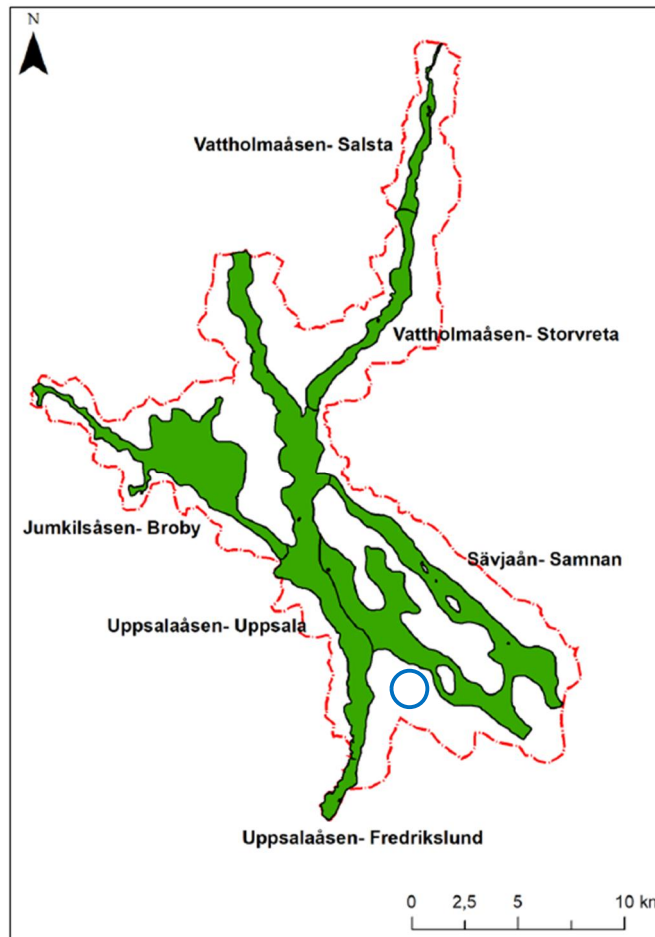 N
Vattholmaåsen- Salsta
Vattholmaåsen- Storvreta
Jumkilsåsen- Broby
Sävjaån- Samnan
Uppsalaåsen- Uppsala
Uppsalaåsen- Fredrikslund
0 2,5 5 10 km